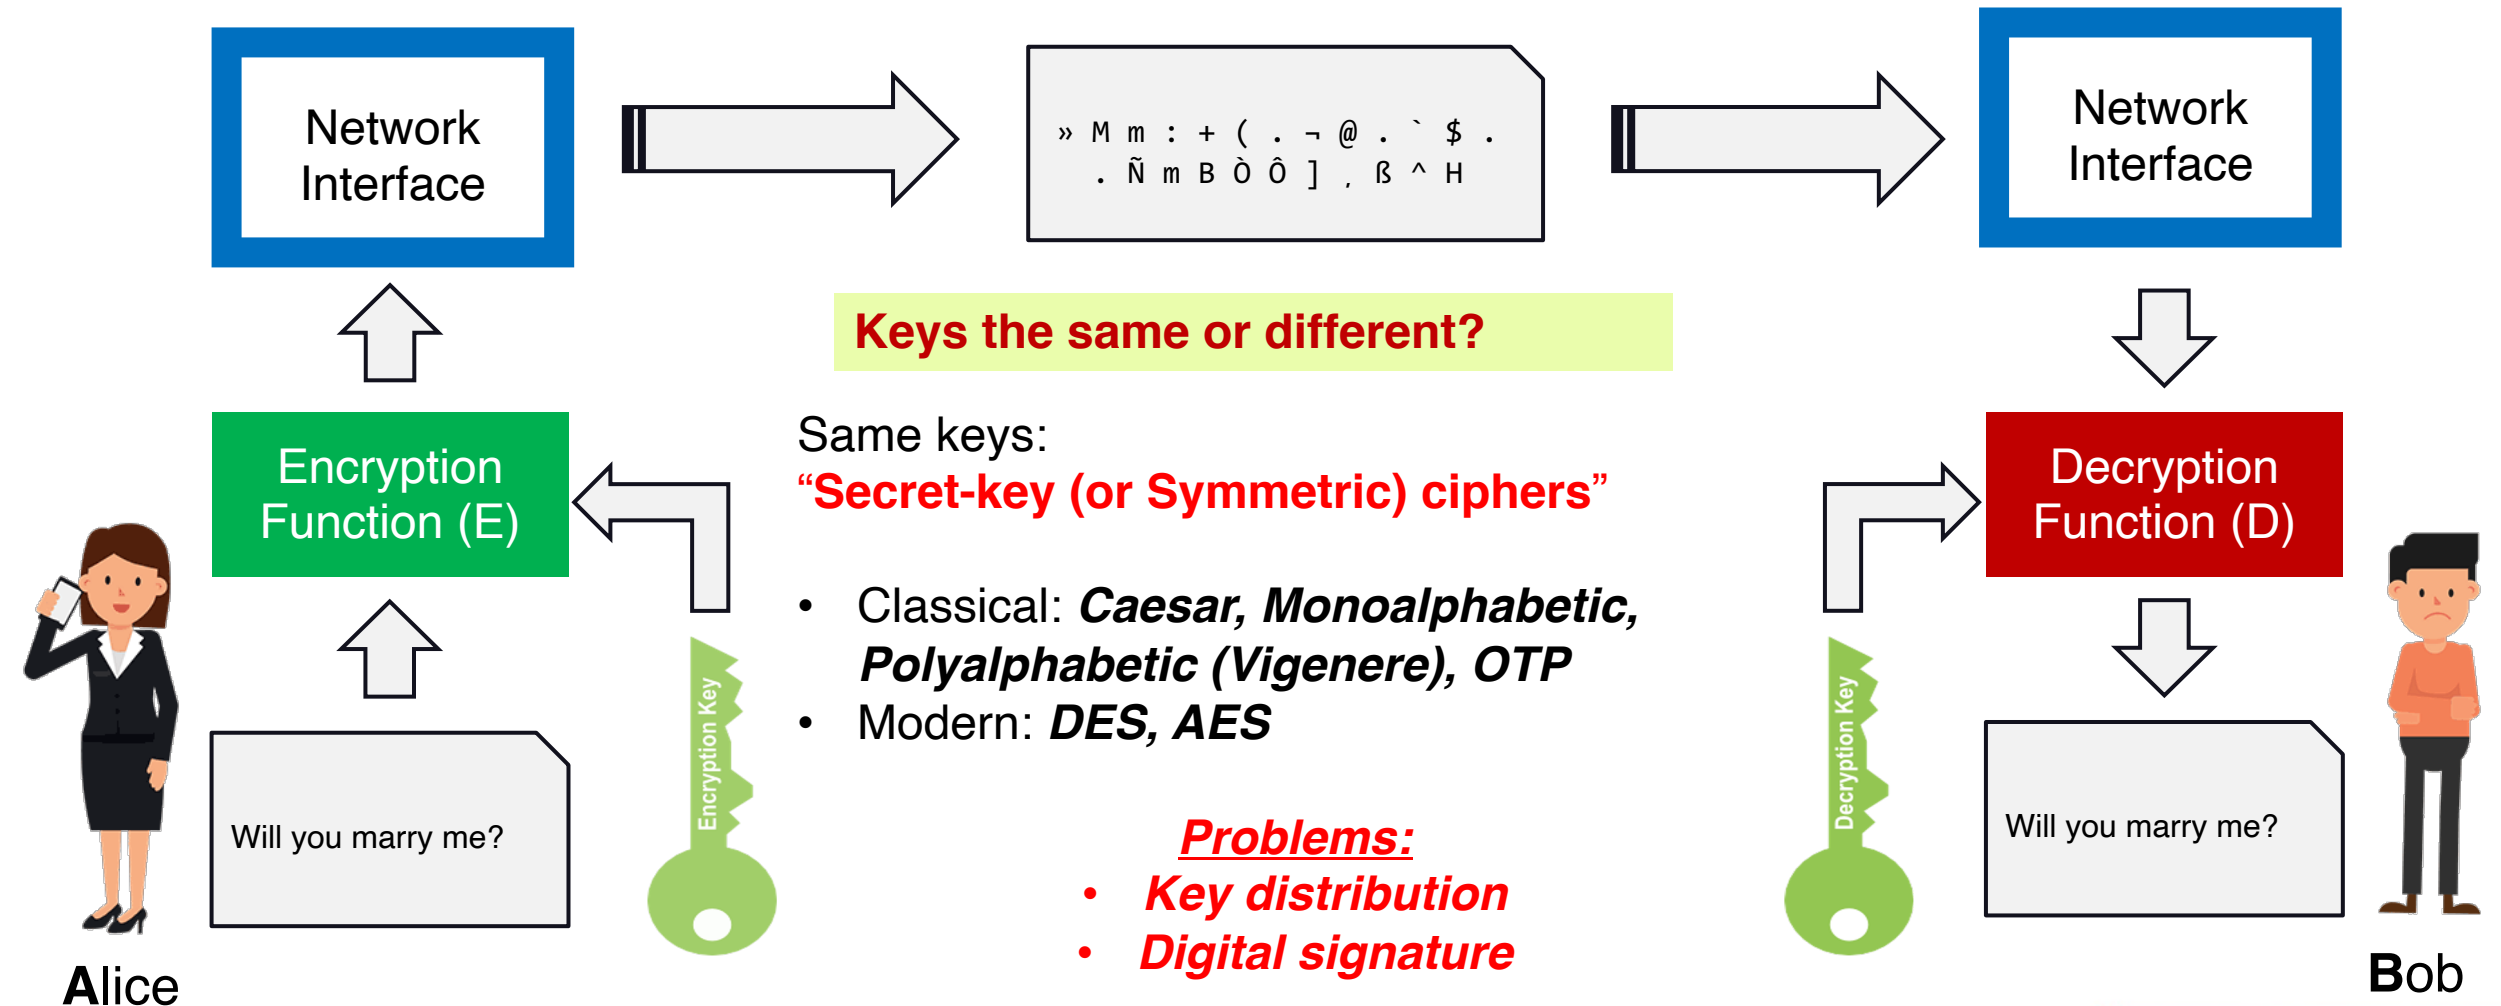 Network
Interface
» M m : + ( . ¬ @ . ` $ .
. Ñ m B Ò Ô ] ‚ ß ^ H
Network
Interface
Keys the same or different?
Encryption
Function (E)
Same keys:
“Secret-key (or Symmetric) ciphers”
Decryption
Function (D)
• Classical: Caesar, Monoalphabetic,
Polyalphabetic (Vigenere), OTP
• Modern: DES, AES
Encryption Key
Decryption Key
Will you marry me?
Will you marry me?
Problems:
• Key distribution
• Digital signature
Alice
Bob